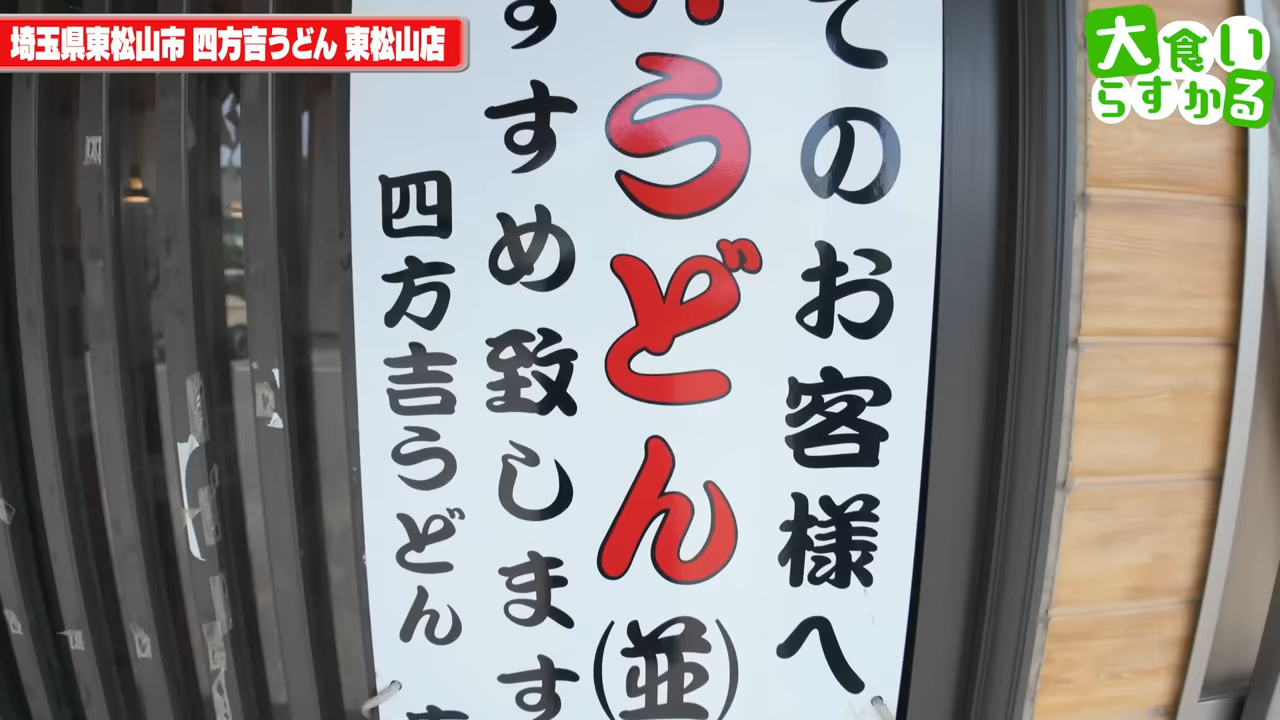 埼玉県東松山市 四方吉うどん 東松山店
大食い
らすかる
てのお客様へ
うどん(並)
すすめ致します
四方吉うどん